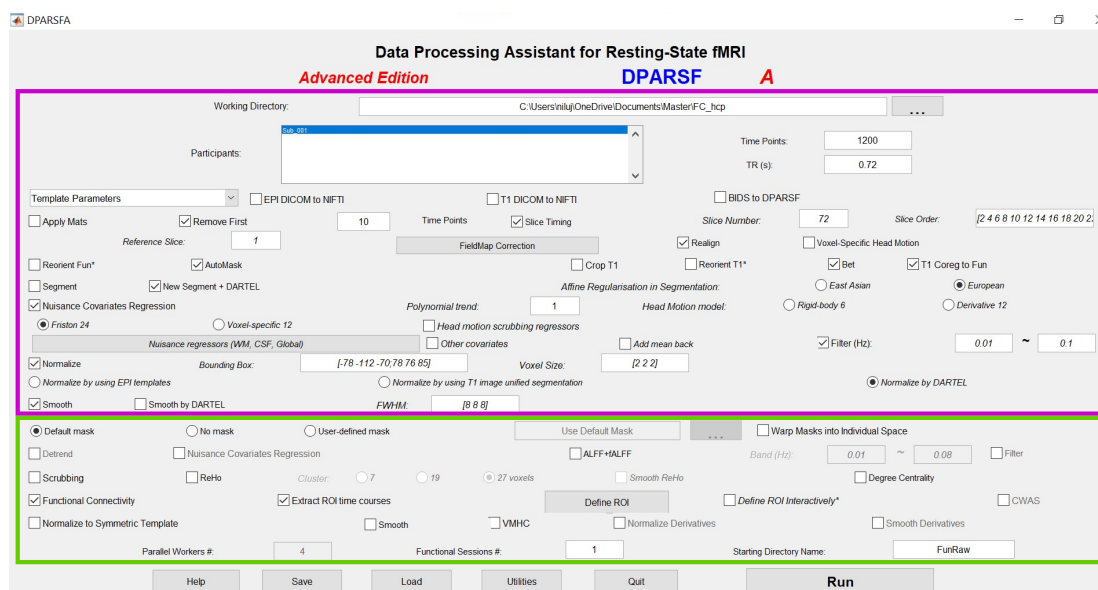 DPARSFA
Data Processing Assistant for Resting-State fMRI
Advanced Edition DPARSF A
Working Directory: C:\Users\niluj\OneDrive\Documents\Master\FC_hcp ...
Participants: Sub_001
Time Points: 1200
TR (s): 0.72
Template Parameters EPI DICOM to NIFTI T1 DICOM to NIFTI BIDS to DPARSF
Apply Mats Remove First 10 Time Points Slice Timing Slice Number: 72 Slice Order: [2 4 6 8 10 12 14 16 18 20 2
Reference Slice: 1 FieldMap Correction Realign Voxel-Specific Head Motion
Reorient Fun* AutoMask Crop T1 Reorient T1* Bet T1 Coreg to Fun
Segment New Segment + DARTEL Affine Regularisation in Segmentation: East Asian European
Nuisance Covariates Regression Polynomial trend: 1 Head Motion model: Rigid-body 6 Derivative 12
Friston 24 Voxel-specific 12 Head motion scrubbing regressors
Nuisance regressors (WM, CSF, Global) Other covariates Add mean back Filter (Hz): 0.01 ~ 0.1
Normalize Bounding Box: [-78 -112 -70;78 76 85] Voxel Size: [2 2 2]
Normalize by using EPI templates Normalize by using T1 image unified segmentation Normalize by DARTEL
Smooth Smooth by DARTEL FWHM: [8 8 8]
Default mask No mask User-defined mask Use Default Mask ... Warp Masks into Individual Space
Detrend Nuisance Covariates Regression ALFF+fALFF Band (Hz): 0.01 ~ 0.08 Filter
Scrubbing ReHo Cluster: 7 19 27 voxels Smooth ReHo Degree Centrality
Functional Connectivity Extract ROI time courses Define ROI Define ROI Interactively* CWAS
Normalize to Symmetric Template Smooth VMHC Normalize Derivatives Smooth Derivatives
Parallel Workers #: 4 Functional Sessions #: 1 Starting Directory Name: FunRaw
Help Save Load Utilities Quit Run